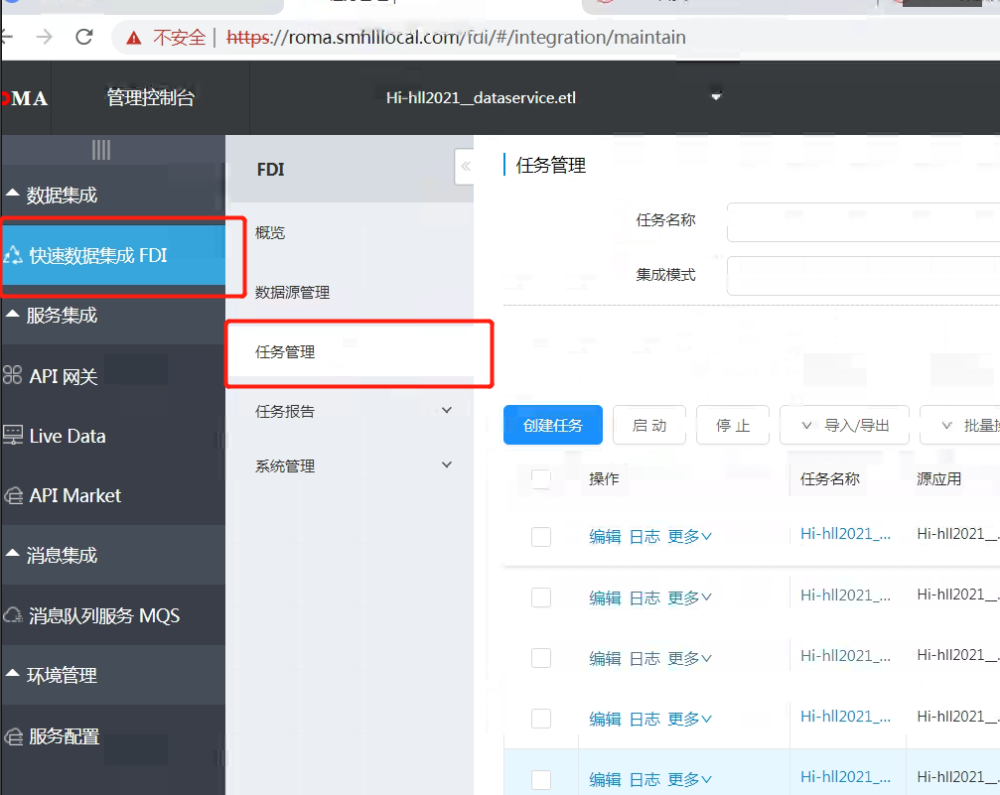 不安全 | https://roma.smhlllocal.com/fdi/#/integration/maintain
MA 管理控制台 Hi-hll2021__dataservice.etl
数据集成
快速数据集成 FDI
服务集成
API 网关
Live Data
API Market
消息集成
消息队列服务 MQS
环境管理
服务配置
FDI
概览
数据源管理
任务管理
任务报告
系统管理
任务管理
任务名称
集成模式
创建任务 启动 停止 导入/导出 批量
操作 任务名称 源应用
编辑 日志 更多 Hi-hll2021_... Hi-hll2021__...
编辑 日志 更多 Hi-hll2021_... Hi-hll2021__...
编辑 日志 更多 Hi-hll2021_... Hi-hll2021__...
编辑 日志 更多 Hi-hll2021_... Hi-hll2021__...
编辑 日志 更多 Hi-hll2021_... Hi-hll2021__...